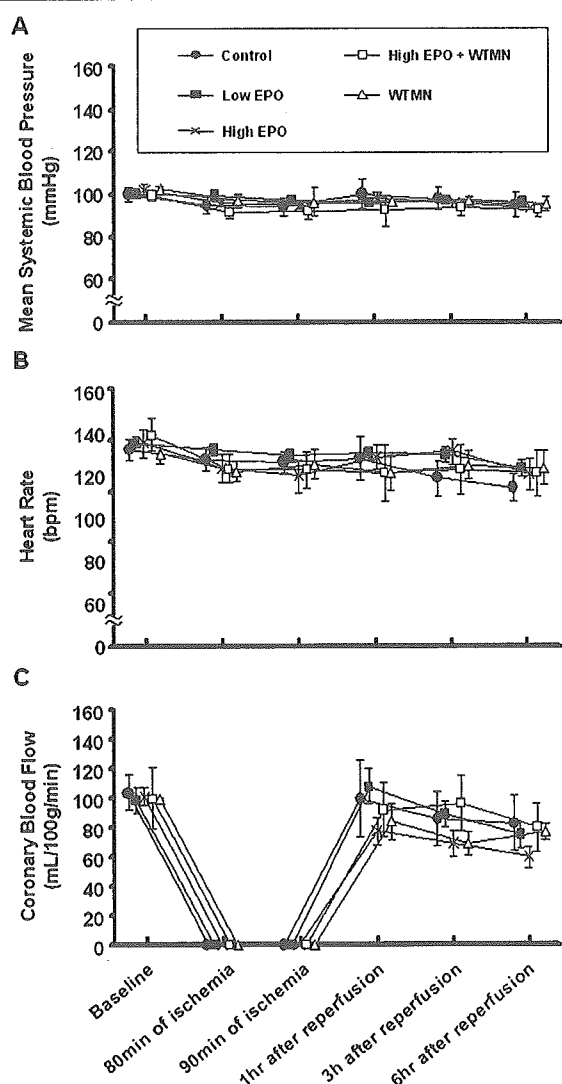 A
Control
High EPO + WTMN
Low EPO
WTMN
High EPO
Mean Systemic Blood Pressure
(mmHg)
160
140
120
100
80
60
0
B
Heart Rate
(bpm)
160
140
120
100
80
60
0
C
Coronary Blood Flow
(mL/100g/min)
160
140
120
100
80
60
40
20
0
Baseline
80min of ischemia
90min of ischemia
1hr after reperfusion
3h after reperfusion
6hr after reperfusion